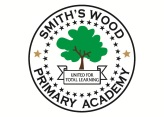 SMITH'S WOOD
UNITED FOR
TOTAL LEARNING
PRIMARY ACADEMY